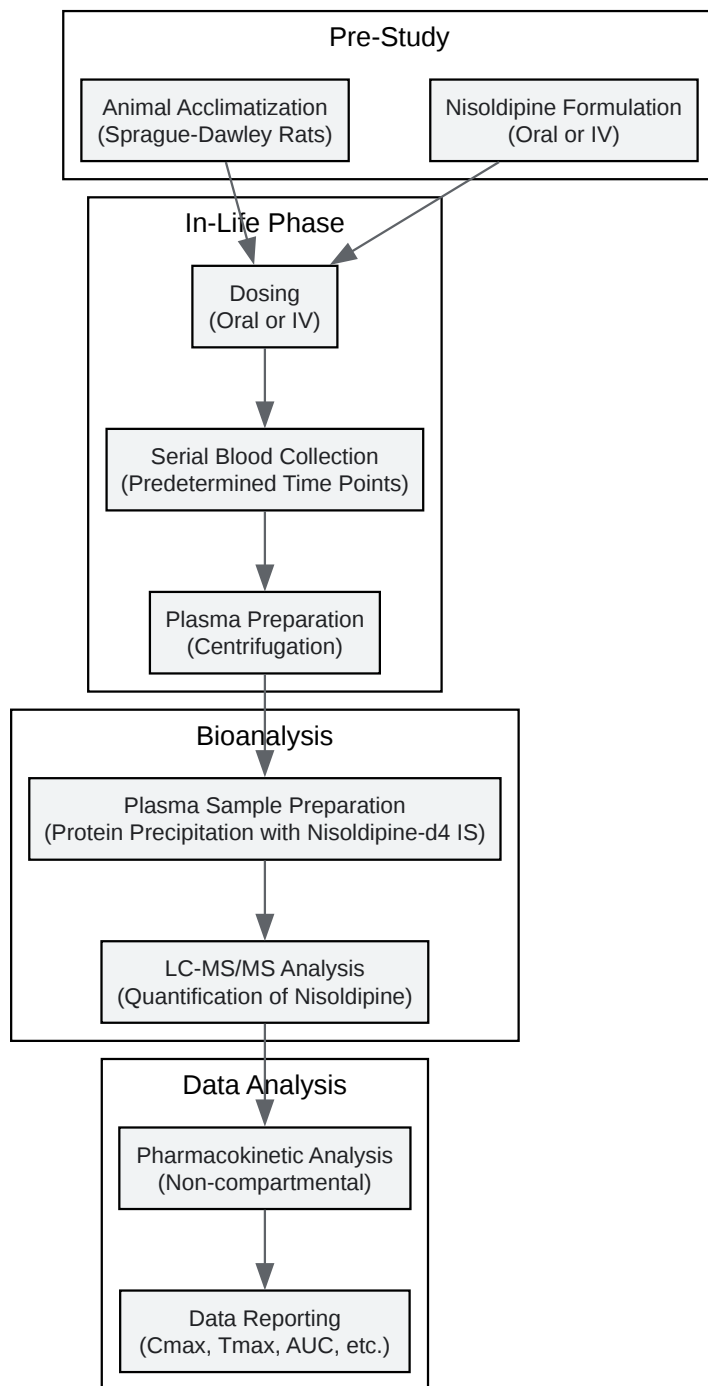 Pre-Study
Animal Acclimatization
(Sprague-Dawley Rats)
Nisoldipine Formulation
(Oral or IV)
In-Life Phase
Dosing
(Oral or IV)
Serial Blood Collection
(Predetermined Time Points)
Plasma Preparation
(Centrifugation)
Bioanalysis
Plasma Sample Preparation
(Protein Precipitation with Nisoldipine-d4 IS)
LC-MS/MS Analysis
(Quantification of Nisoldipine)
Data Analysis
Pharmacokinetic Analysis
(Non-compartmental)
Data Reporting
(Cmax, Tmax, AUC, etc.)